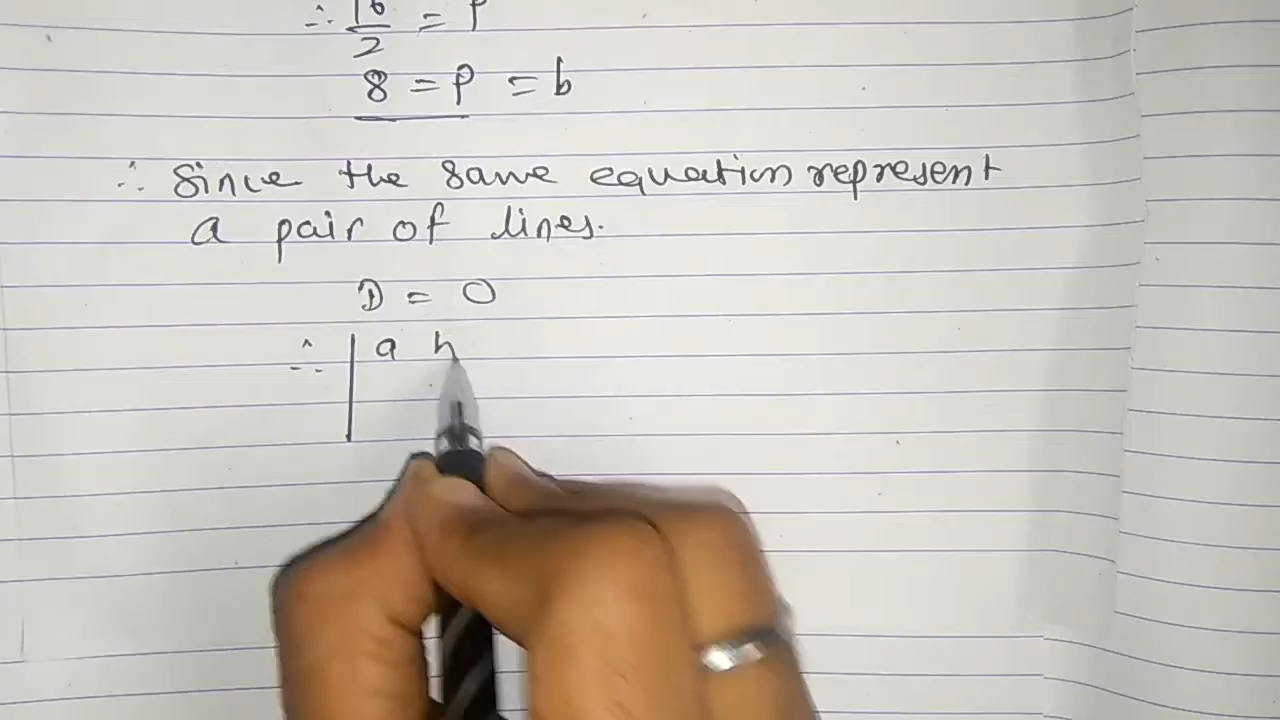 ∴ 16/2 = P
8 = P = b
∴ Since the same equation represent
a pair of lines.
D = 0
∴ | a h